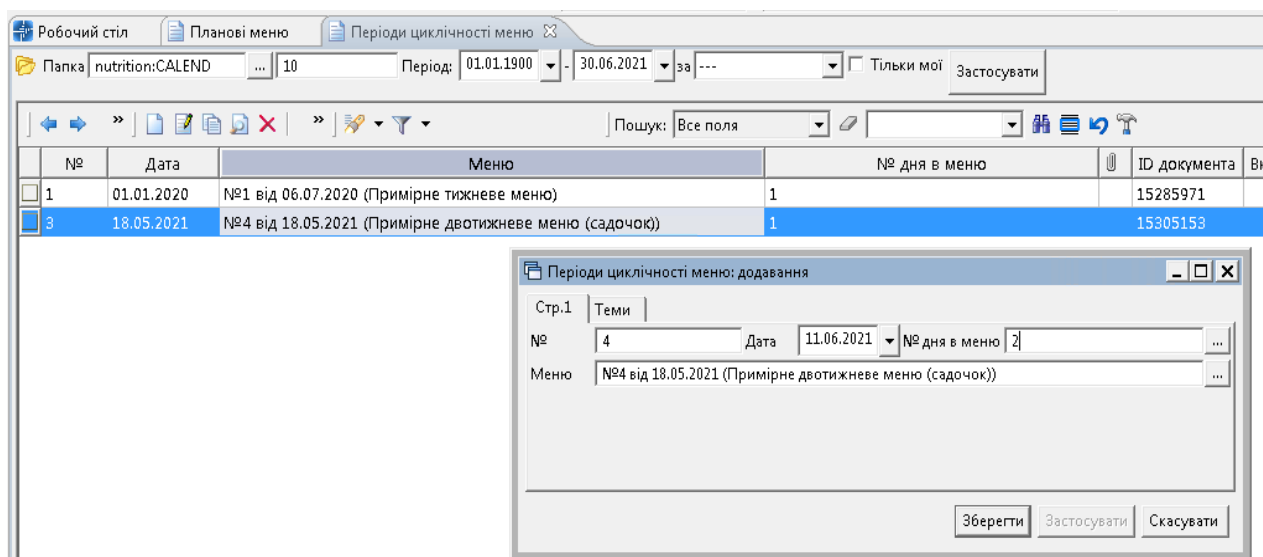 Робочий стіл Планові меню Періоди циклічності меню
Папка nutrition:CALEND ... 10 Період: 01.01.1900 - 30.06.2021 за --- Тільки мої Застосувати
» » Пошук: Все поля
№ Дата Меню № дня в меню ID документа
1 01.01.2020 №1 від 06.07.2020 (Примірне тижневе меню) 1 15285971
3 18.05.2021 №4 від 18.05.2021 (Примірне двотижневе меню (садочок)) 1 15305153
Періоди циклічності меню: додавання
Стр.1 Теми
№ 4 Дата 11.06.2021 № дня в меню 2 ...
Меню №4 від 18.05.2021 (Примірне двотижневе меню (садочок)) ...
Зберегти Застосувати Скасувати